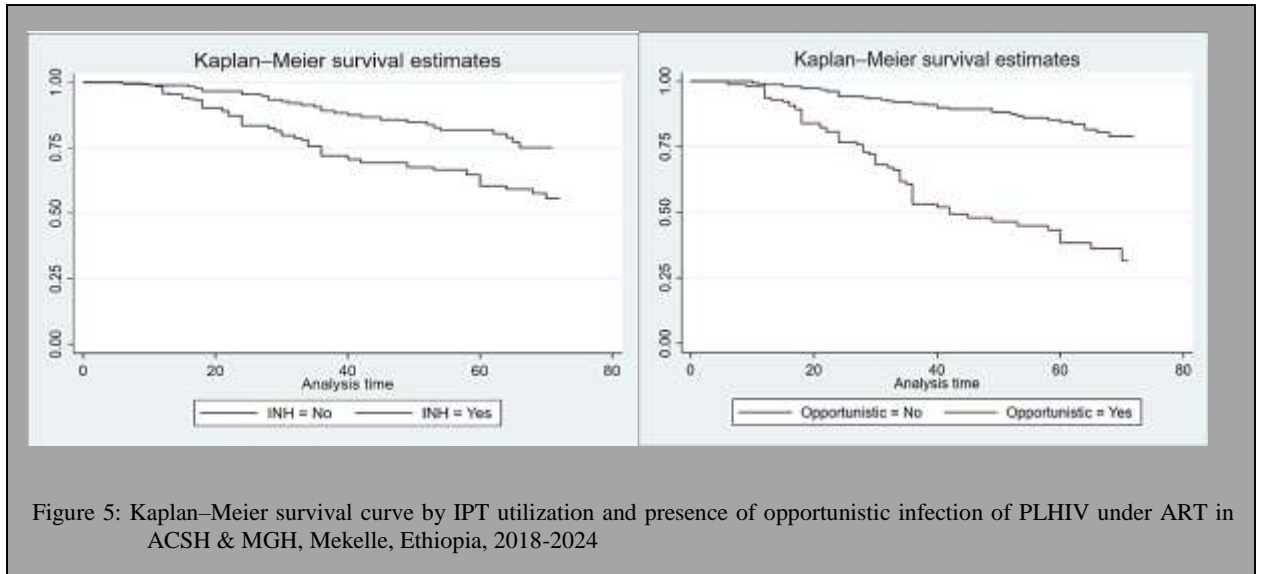 Kaplan–Meier survival estimates
1.00
0.75
0.50
0.25
0.00
0 20 40 60 80
Analysis time
INH = No INH = Yes
Kaplan–Meier survival estimates
1.00
0.75
0.50
0.25
0.00
0 20 40 60 80
Analysis time
Opportunistic = No Opportunistic = Yes
Figure 5: Kaplan–Meier survival curve by IPT utilization and presence of opportunistic infection of PLHIV under ART in
ACSH & MGH, Mekelle, Ethiopia, 2018-2024